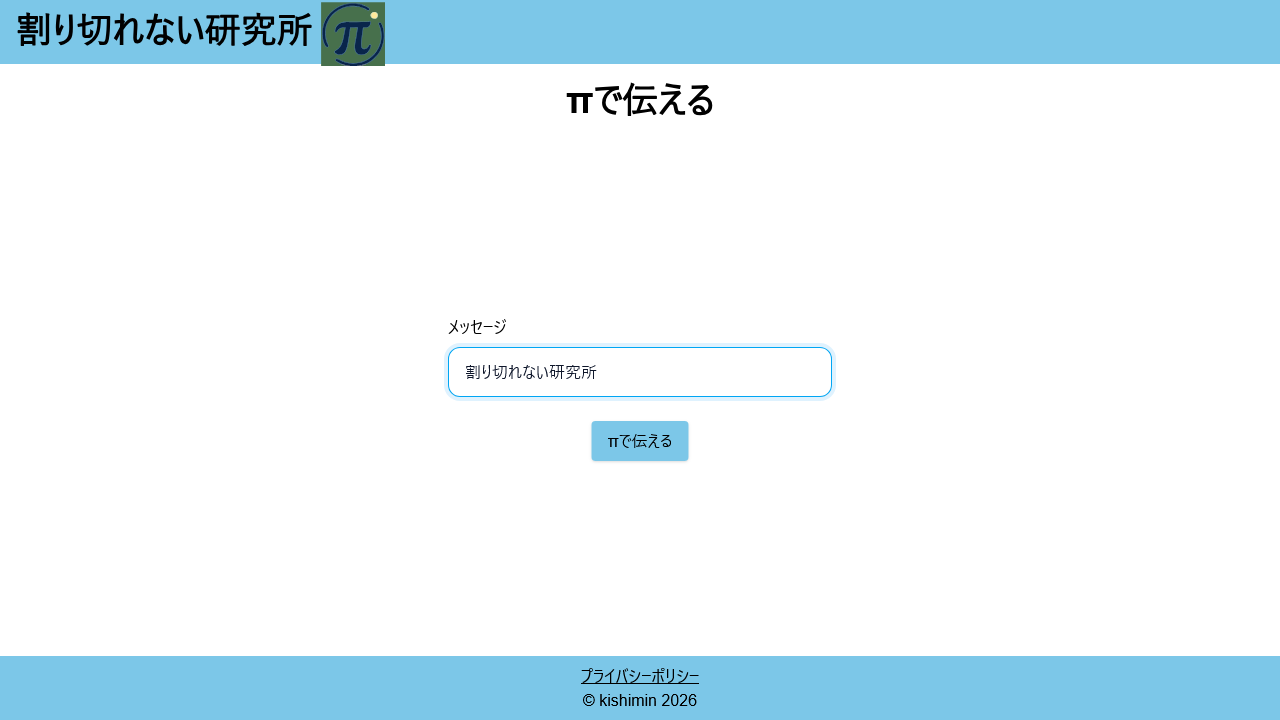 割り切れない研究所 π
πで伝える
メッセージ
割り切れない研究所
πで伝える
プライバシーポリシー
© kishimin 2026